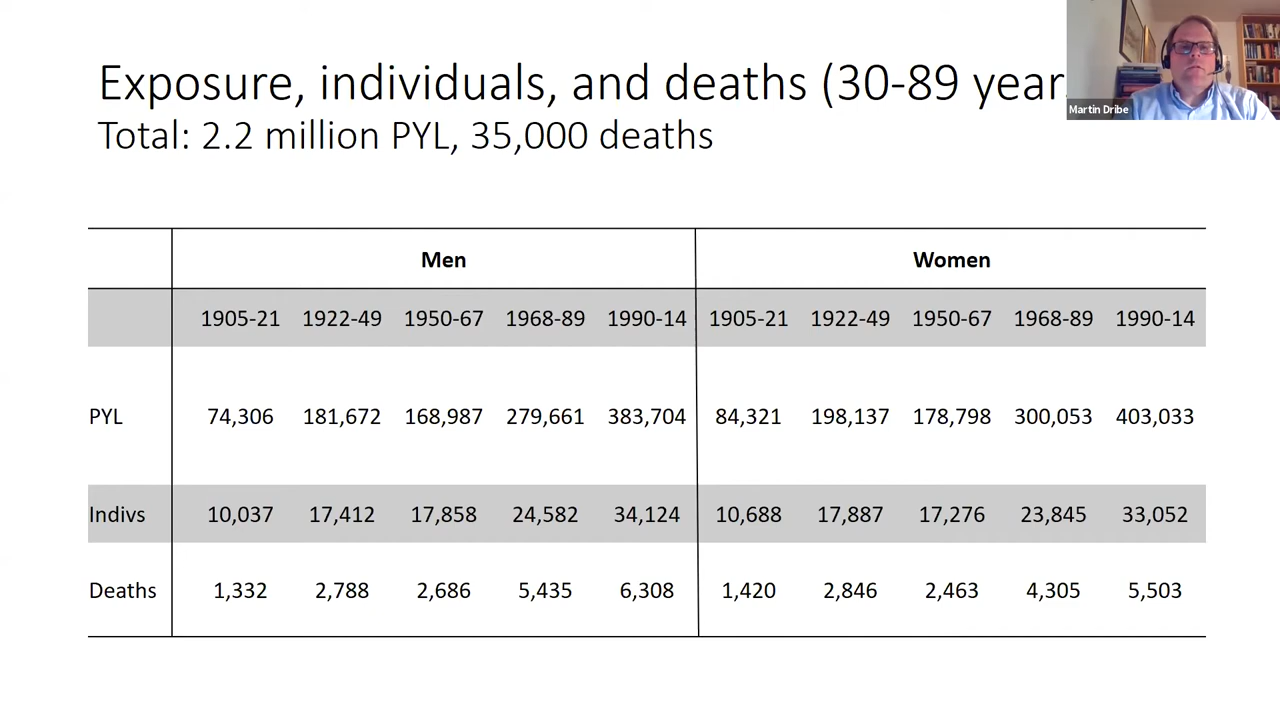 Exposure, individuals, and deaths (30-89 year
Total: 2.2 million PYL, 35,000 deaths
Martin Dribe
Men Women
1905-21 1922-49 1950-67 1968-89 1990-14 1905-21 1922-49 1950-67 1968-89 1990-14
PYL 74,306 181,672 168,987 279,661 383,704 84,321 198,137 178,798 300,053 403,033
Indivs 10,037 17,412 17,858 24,582 34,124 10,688 17,887 17,276 23,845 33,052
Deaths 1,332 2,788 2,686 5,435 6,308 1,420 2,846 2,463 4,305 5,503